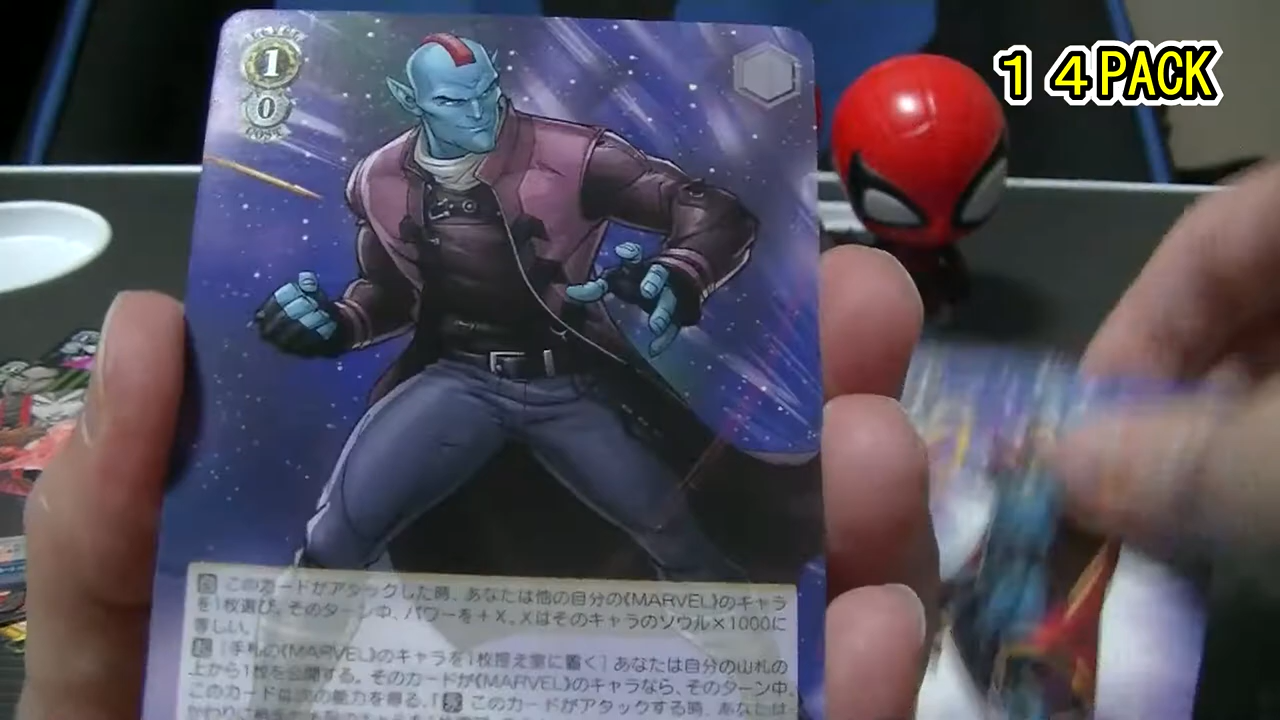 １４PACK
1
0
COST
自 このカードがアタックした時、あなたは他の自分の《MARVEL》のキャラ
を1枚選び、そのターン中、パワーを＋X。Xはそのキャラのソウル×1000に
等しい。
起 [手札の《MARVEL》のキャラを1枚控え室に置く] あなたは自分の山札の
上から1枚を公開する。そのカードが《MARVEL》のキャラなら、そのターン中、
このカードは次の能力を得る。『自 このカードがアタックする時、あなたは